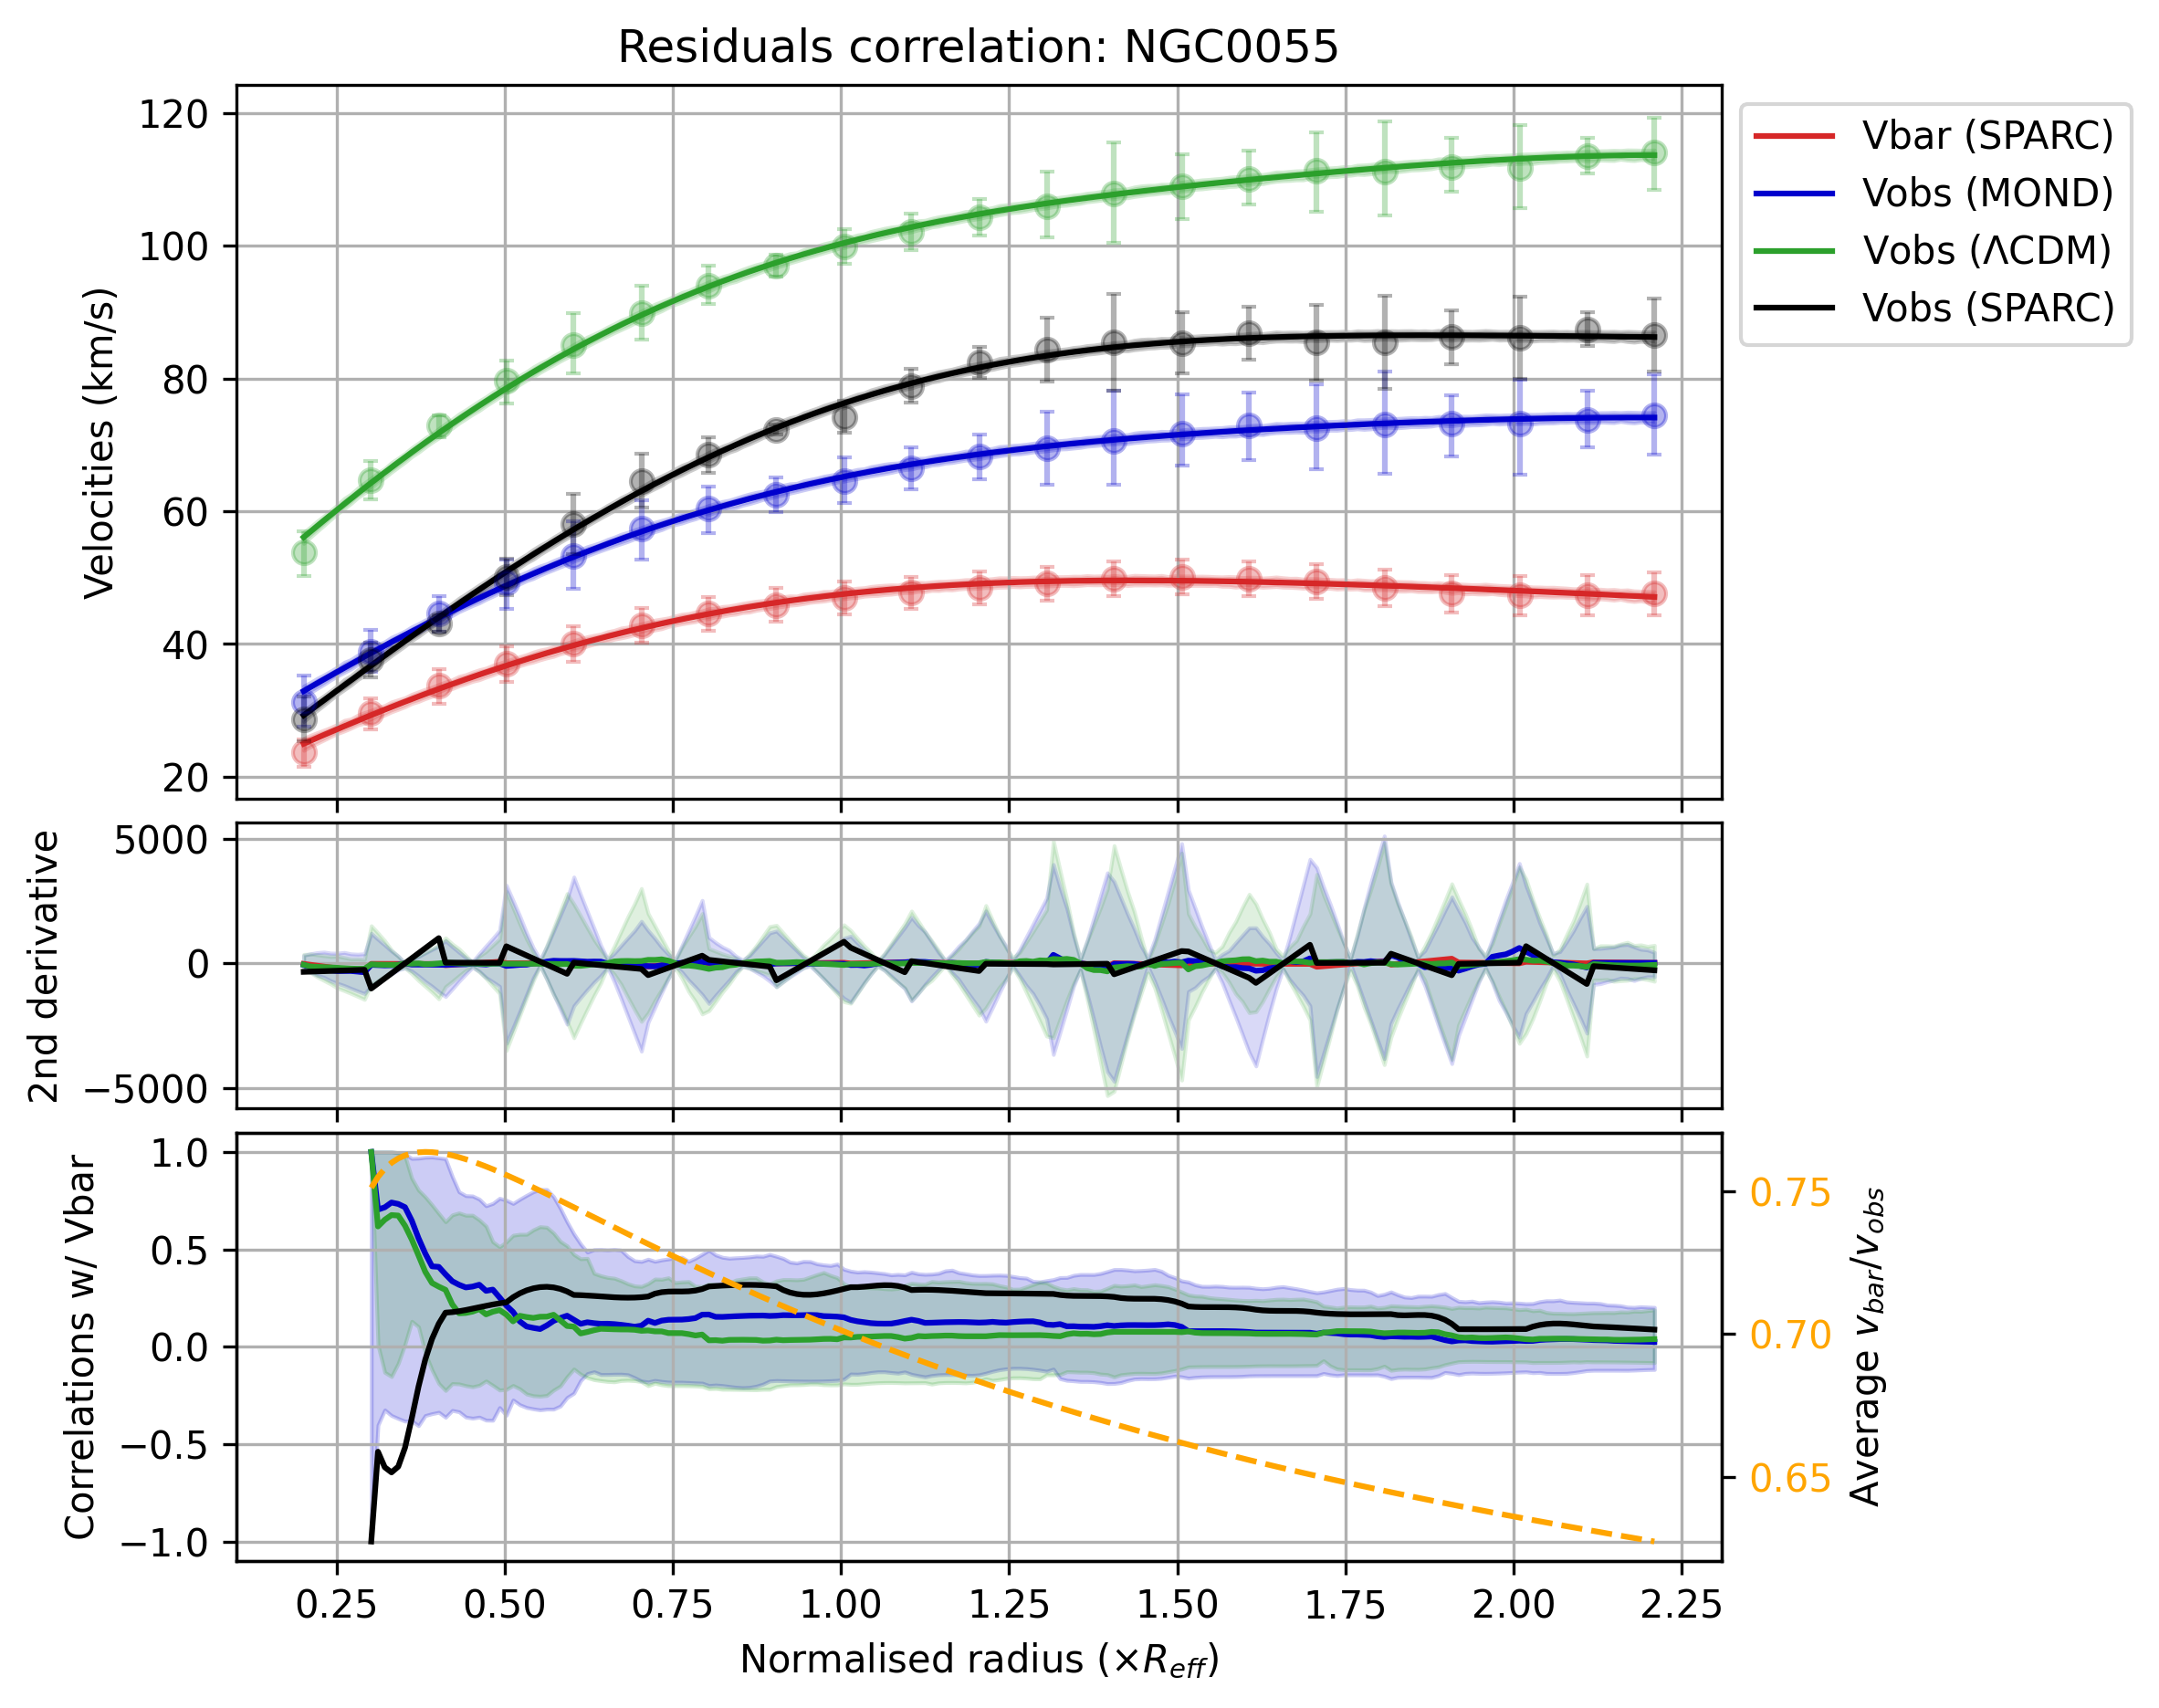 Residuals correlation: NGC0055
120
100
80
60
40
20
Velocities (km/s)
Vbar (SPARC)
Vobs (MOND)
Vobs (ΛCDM)
Vobs (SPARC)
5000
0
−5000
2nd derivative
1.0
0.5
0.0
−0.5
−1.0
Correlations w/ Vbar
0.75
0.70
0.65
Average v_bar/v_obs
0.25 0.50 0.75 1.00 1.25 1.50 1.75 2.00 2.25
Normalised radius (×R_eff)